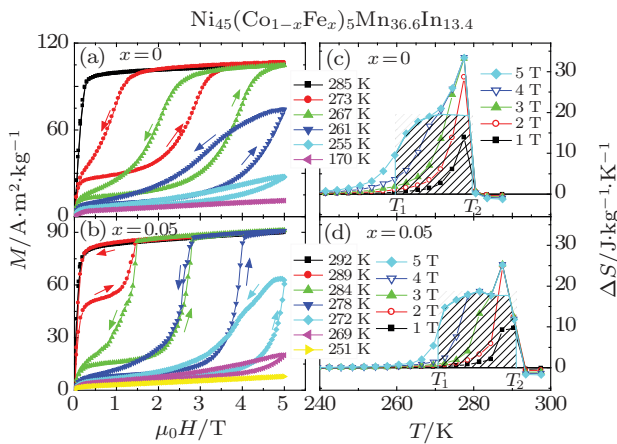 Ni45(Co1−xFex)5Mn36.6In13.4
(a)
x=0
285 K
273 K
267 K
261 K
255 K
170 K
120
90
60
30
0
(b)
x=0.05
292 K
289 K
284 K
278 K
272 K
269 K
251 K
90
60
30
0
0 1 2 3 4 5
M/A·m²·kg⁻¹
μ0H/T
(c)
x=0
5 T
4 T
3 T
2 T
1 T
T1
T2
30
20
10
0
(d)
x=0.05
5 T
4 T
3 T
2 T
1 T
T1
T2
30
20
10
0
240 260 280 300
T/K
ΔS/J·kg⁻¹·K⁻¹